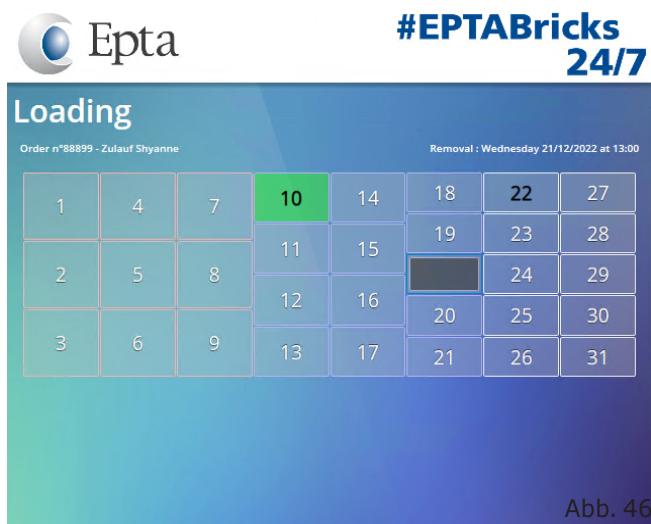 Epta
#EPTABricks
24/7
Loading
Order n°88899 - Zulauf Shyanne
Removal : Wednesday 21/12/2022 at 13:00
1 4 7 10 14 18 22 27
11 15 19 23 28
2 5 8 24 29
12 16 20 25 30
3 6 9 13 17 21 26 31
Abb. 46